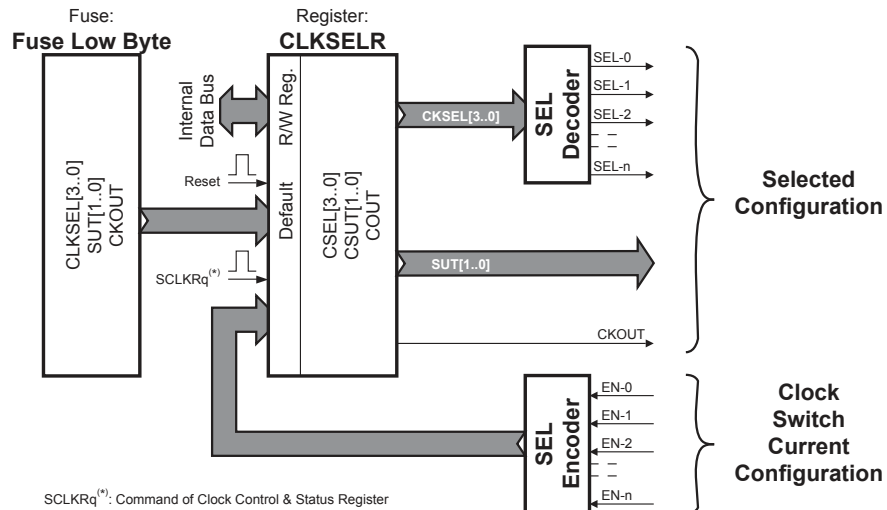 Fuse:
Fuse Low Byte
CLKSEL[3..0]
SUT[1..0]
CKOUT
Register:
CLKSELR
Internal
Data Bus
R/W Reg.
Reset
Default
SCLKRq(*)
CSEL[3..0]
CSUT[1..0]
COUT
CKSEL[3..0]
SUT[1..0]
CKOUT
SEL
Decoder
SEL-0
SEL-1
SEL-2
SEL-n
Selected
Configuration
SEL
Encoder
EN-0
EN-1
EN-2
EN-n
Clock
Switch
Current
Configuration
SCLKRq(*): Command of Clock Control & Status Register